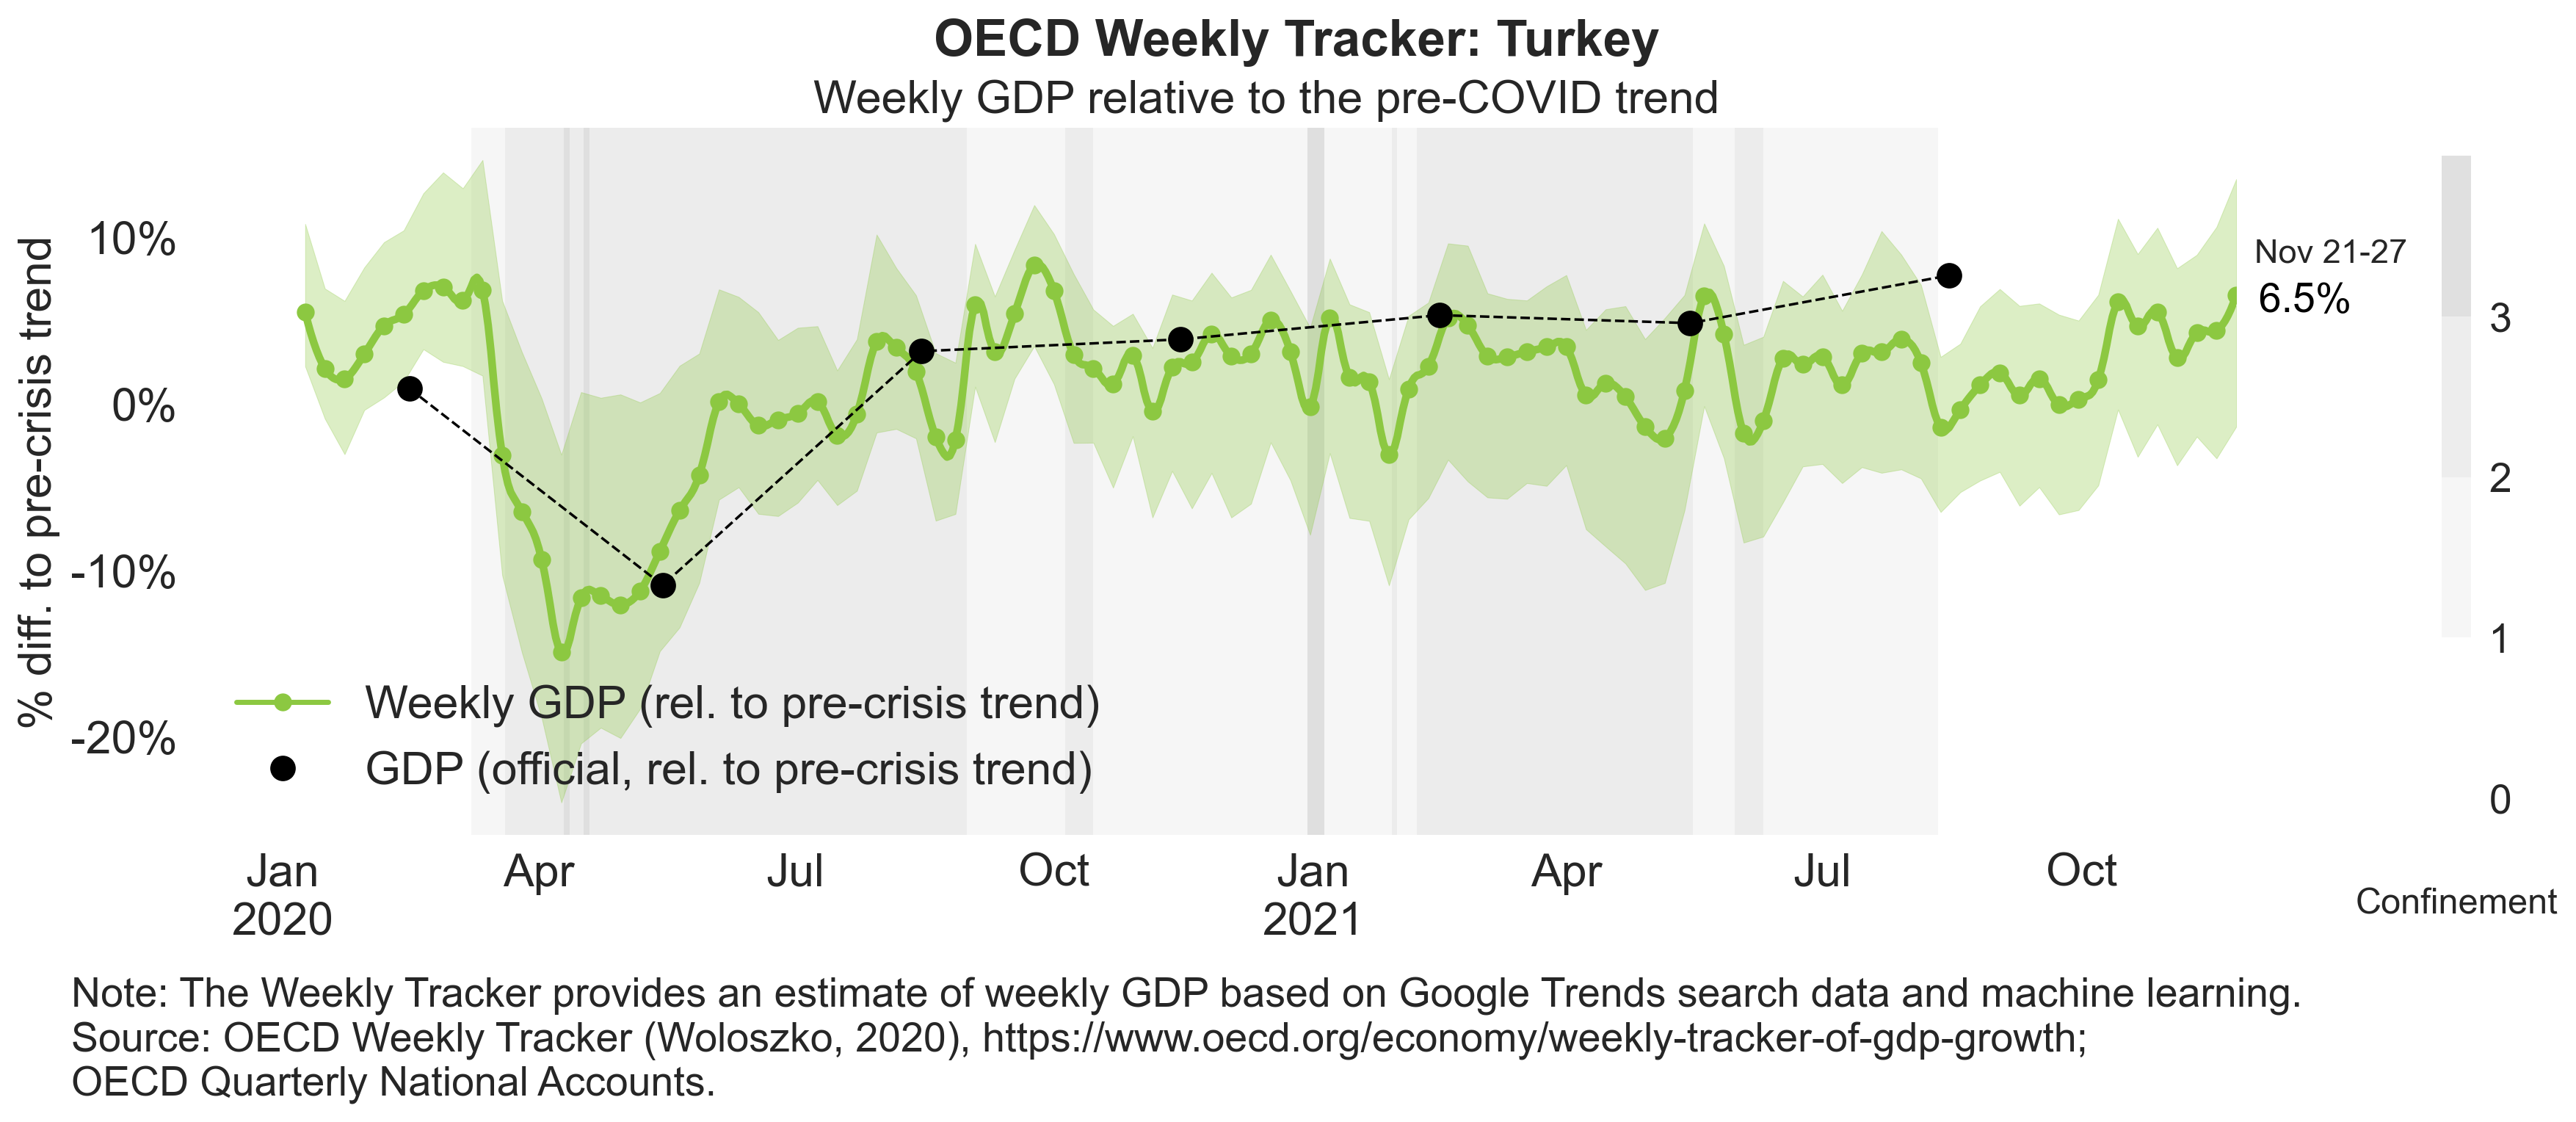 OECD Weekly Tracker: Turkey
Weekly GDP relative to the pre-COVID trend
% diff. to pre-crisis trend
10%
0%
-10%
-20%
Nov 21-27
6.5%
3
2
1
0
Confinement
Weekly GDP (rel. to pre-crisis trend)
GDP (official, rel. to pre-crisis trend)
Jan Apr Jul Oct Jan Apr Jul Oct
2020 2021
Note: The Weekly Tracker provides an estimate of weekly GDP based on Google Trends search data and machine learning.
Source: OECD Weekly Tracker (Woloszko, 2020), https://www.oecd.org/economy/weekly-tracker-of-gdp-growth;
OECD Quarterly National Accounts.